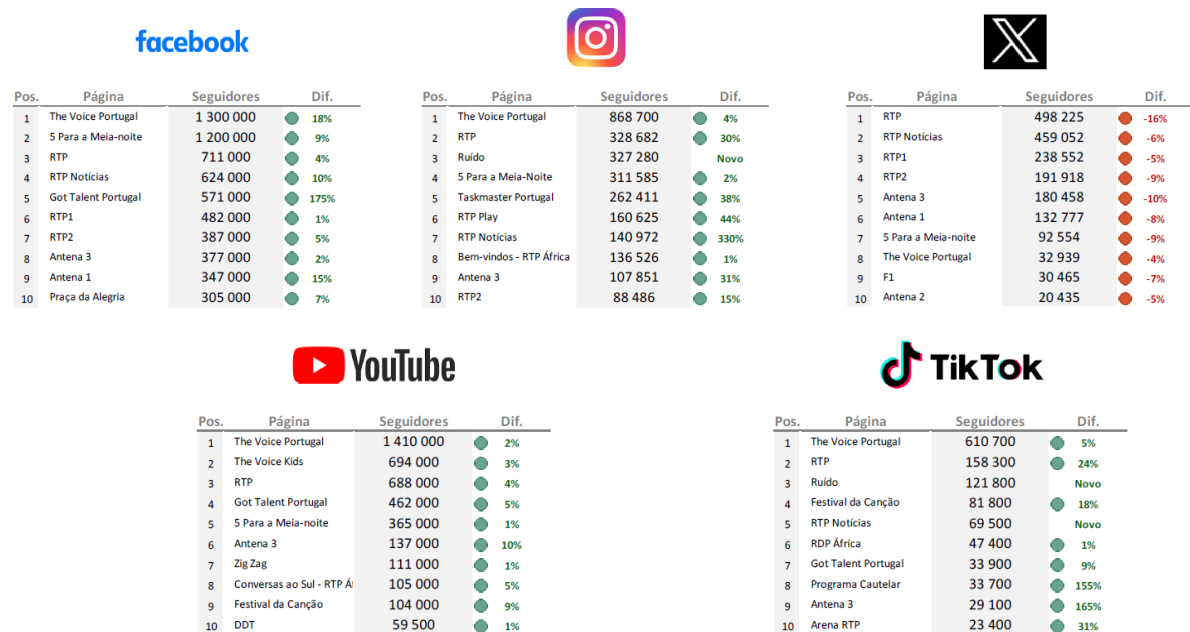 facebook
Pos. Página Seguidores Dif.
1 The Voice Portugal 1 300 000 18%
2 5 Para a Meia-noite 1 200 000 9%
3 RTP 711 000 4%
4 RTP Notícias 624 000 10%
5 Got Talent Portugal 571 000 175%
6 RTP1 482 000 1%
7 RTP2 387 000 5%
8 Antena 3 377 000 2%
9 Antena 1 347 000 15%
10 Praça da Alegria 305 000 7%
Pos. Página Seguidores Dif.
1 The Voice Portugal 868 700 4%
2 RTP 328 682 30%
3 Ruído 327 280 Novo
4 5 Para a Meia-Noite 311 585 2%
5 Taskmaster Portugal 262 411 38%
6 RTP Play 160 625 44%
7 RTP Notícias 140 972 330%
8 Bem-vindos - RTP África 136 526 1%
9 Antena 3 107 851 31%
10 RTP2 88 486 15%
X
Pos. Página Seguidores Dif.
1 RTP 498 225 -16%
2 RTP Notícias 459 052 -6%
3 RTP1 238 552 -5%
4 RTP2 191 918 -9%
5 Antena 3 180 458 -10%
6 Antena 1 132 777 -8%
7 5 Para a Meia-noite 92 554 -9%
8 The Voice Portugal 32 939 -4%
9 F1 30 465 -7%
10 Antena 2 20 435 -5%
YouTube
Pos. Página Seguidores Dif.
1 The Voice Portugal 1 410 000 2%
2 The Voice Kids 694 000 3%
3 RTP 688 000 4%
4 Got Talent Portugal 462 000 5%
5 5 Para a Meia-noite 365 000 1%
6 Antena 3 137 000 10%
7 Zig Zag 111 000 1%
8 Conversas ao Sul - RTP Á 105 000 5%
9 Festival da Canção 104 000 9%
10 DDT 59 500 1%
TikTok
Pos. Página Seguidores Dif.
1 The Voice Portugal 610 700 5%
2 RTP 158 300 24%
3 Ruído 121 800 Novo
4 Festival da Canção 81 800 18%
5 RTP Notícias 69 500 Novo
6 RDP África 47 400 1%
7 Got Talent Portugal 33 900 9%
8 Programa Cautelar 33 700 155%
9 Antena 3 29 100 165%
10 Arena RTP 23 400 31%